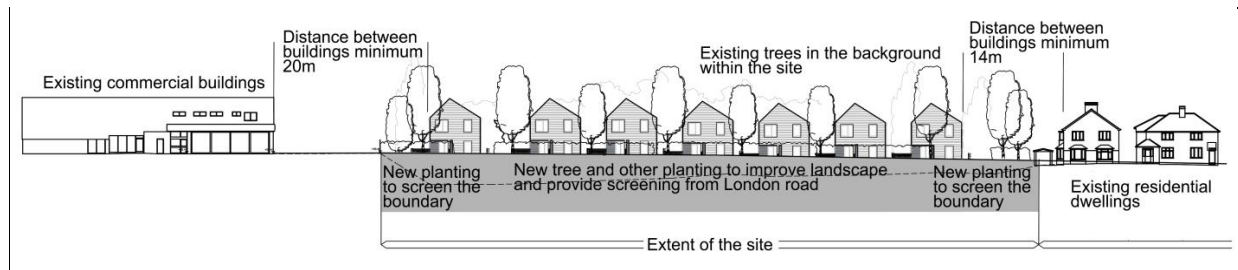 Existing commercial buildings
Distance between
buildings minimum
20m
Existing trees in the background
within the site
Distance between
buildings minimum
14m
New planting
to screen the
boundary
New tree and other planting to improve landscape
and provide screening from London road
New planting
to screen the
boundary
Existing residential
dwellings
Extent of the site